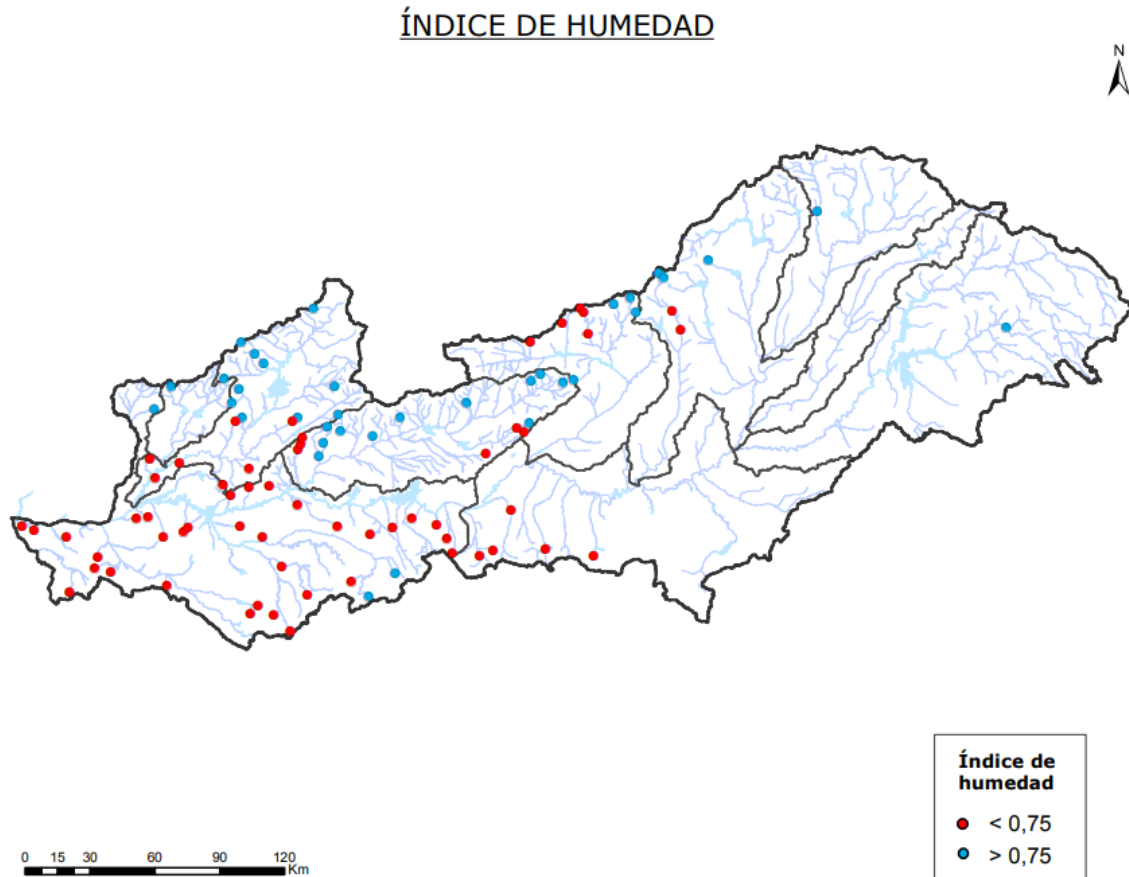 ÍNDICE DE HUMEDAD
N
Índice de
humedad
< 0,75
> 0,75
0 15 30 60 90 120
Km